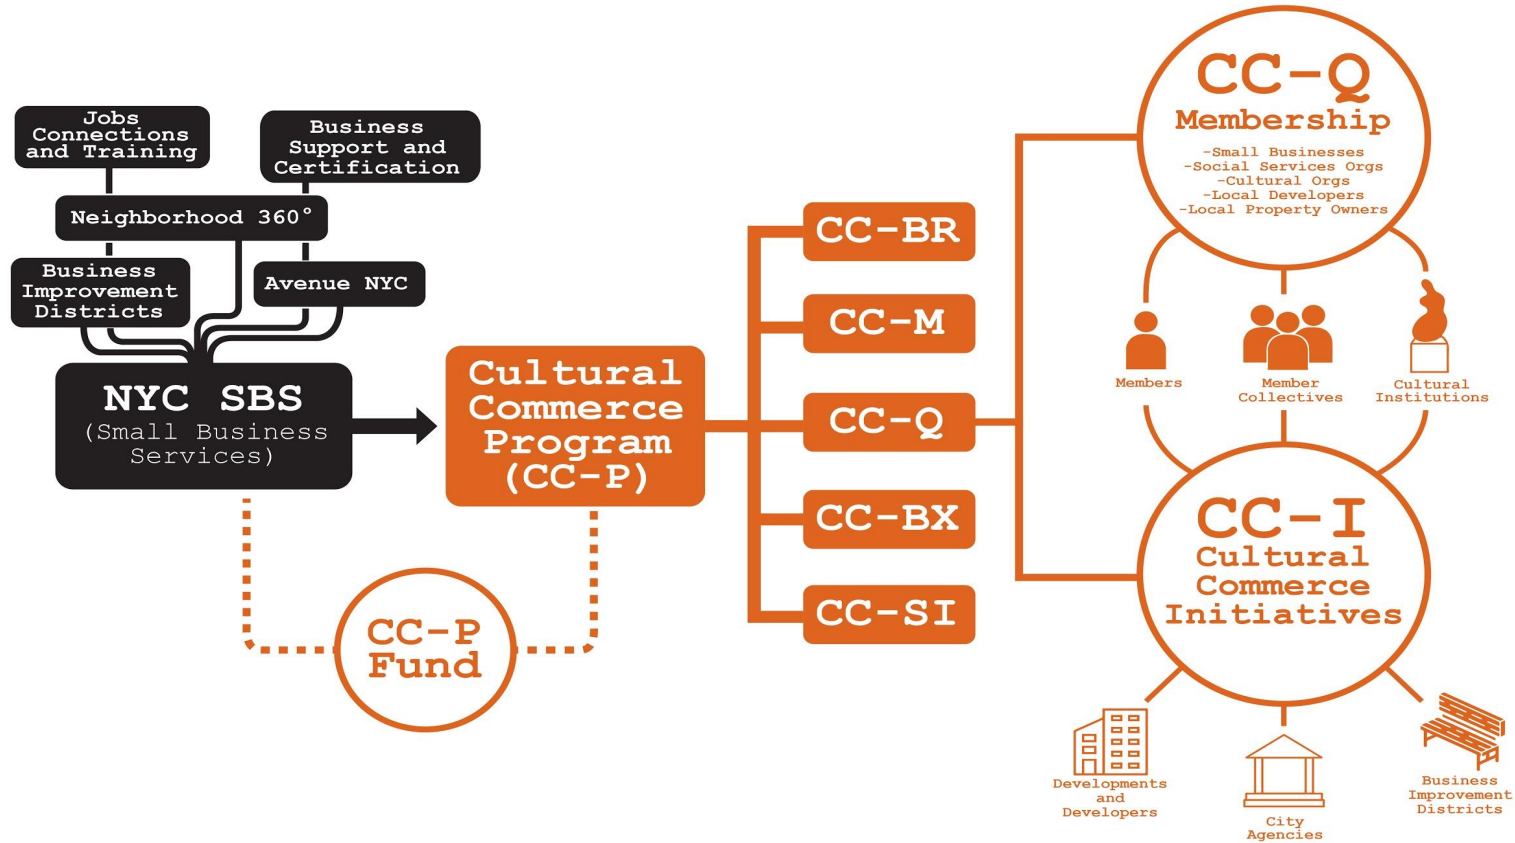 Jobs
Connections
and Training
Business
Support and
Certification
Neighborhood 360°
Business
Improvement
Districts
Avenue NYC
NYC SBS
(Small Business
Services)
Cultural
Commerce
Program
(CC-P)
CC-P
Fund
CC-BR
CC-M
CC-Q
CC-BX
CC-SI
CC-Q
Membership
-Small Businesses
-Social Services Orgs
-Cultural Orgs
-Local Developers
-Local Property Owners
Members
Member
Collectives
Cultural
Institutions
CC-I
Cultural
Commerce
Initiatives
Developments
and
Developers
City
Agencies
Business
Improvement
Districts